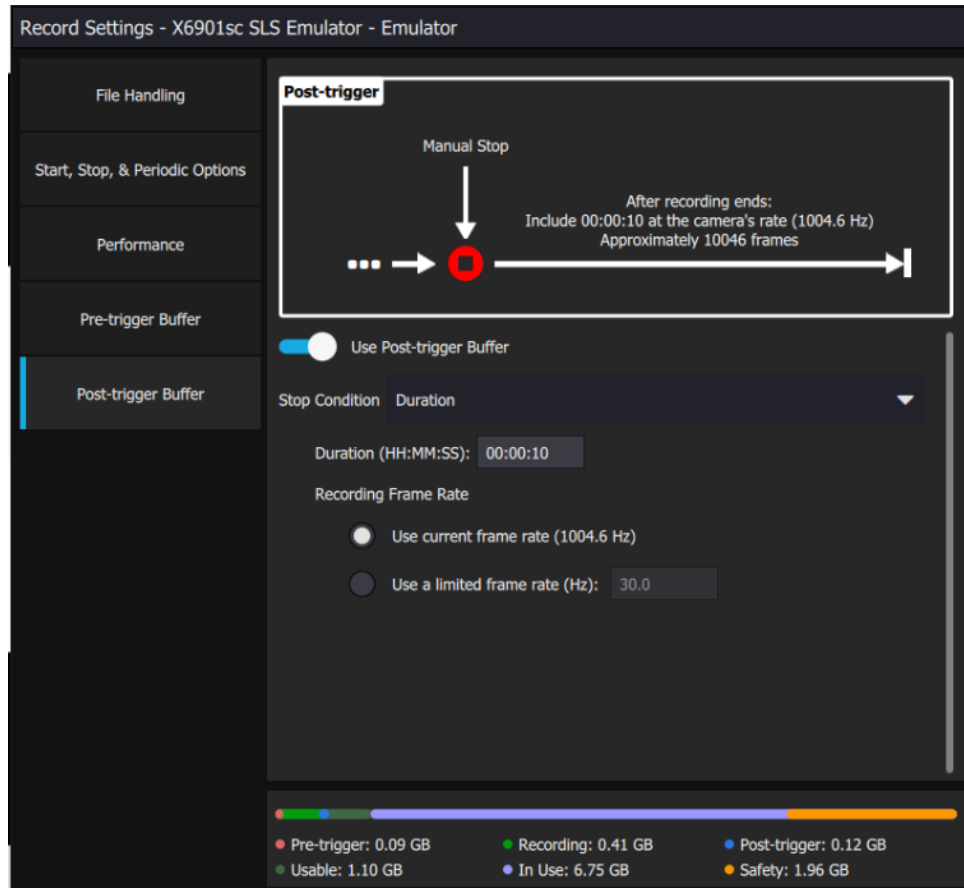 Record Settings - X6901sc SLS Emulator - Emulator
File Handling
Start, Stop, & Periodic Options
Performance
Pre-trigger Buffer
Post-trigger Buffer
Post-trigger
Manual Stop
After recording ends:
Include 00:00:10 at the camera's rate (1004.6 Hz)
Approximately 10046 frames
Use Post-trigger Buffer
Stop Condition Duration
Duration (HH:MM:SS): 00:00:10
Recording Frame Rate
Use current frame rate (1004.6 Hz)
Use a limited frame rate (Hz): 30.0
Pre-trigger: 0.09 GB Recording: 0.41 GB Post-trigger: 0.12 GB
Usable: 1.10 GB In Use: 6.75 GB Safety: 1.96 GB